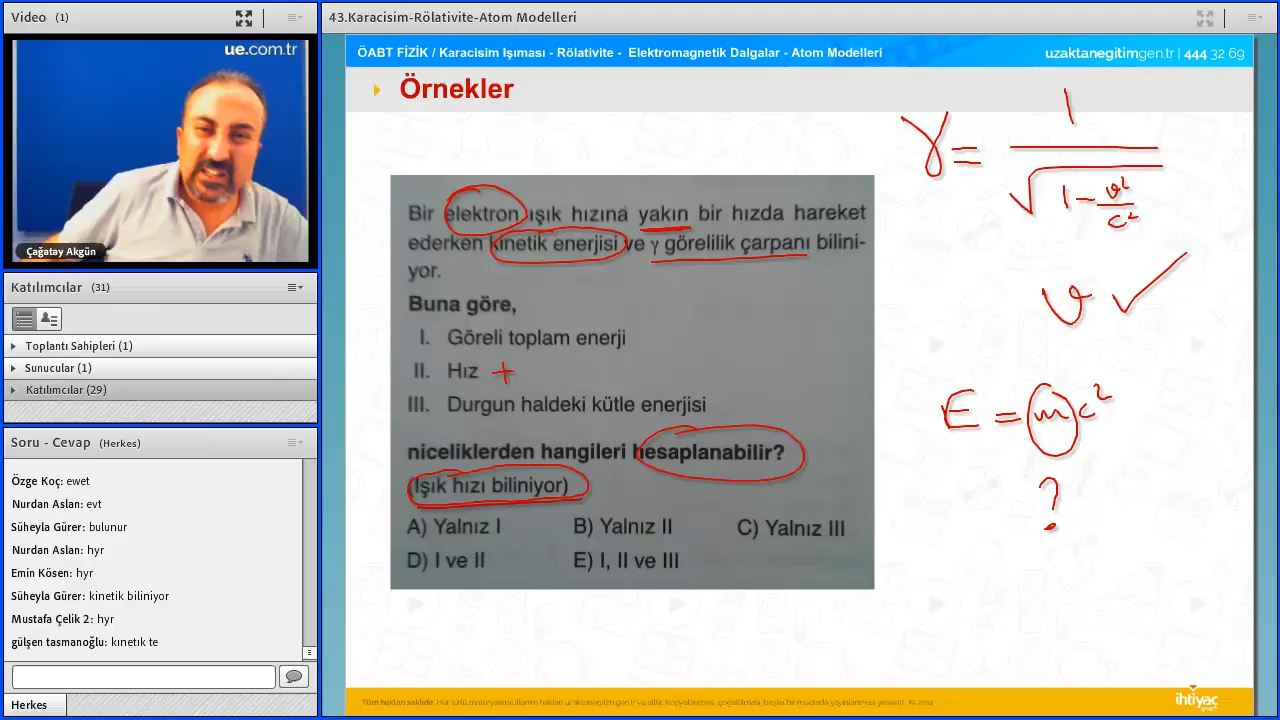 Video (1)
ue.com.tr
Çağatay Akgün
Katılımcılar (31)
Toplantı Sahipleri (1)
Sunucular (1)
Katılımcılar (29)
Soru - Cevap (Herkes)
Özge Koç: ewet
Nurdan Aslan: evt
Süheyla Gürer: bulunur
Nurdan Aslan: hyr
Emin Kösen: hyr
Süheyla Gürer: kinetik biliniyor
Mustafa Çelik 2: hyr
gülşen tasmanoğlu: kınetık te
Herkes
43.Karacisim-Rölativite-Atom Modelleri
ÖABT FİZİK / Karacisim Işıması - Rölativite - Elektromagnetik Dalgalar - Atom Modelleri
uzaktanegitimgen.tr | 444 32 69
Örnekler
Bir elektron ışık hızına yakın bir hızda hareket
ederken kinetik enerjisi ve γ görelilik çarpanı bilini-
yor.
Buna göre,
I. Göreli toplam enerji
II. Hız +
III. Durgun haldeki kütle enerjisi
niceliklerden hangileri hesaplanabilir?
(Işık hızı biliniyor)
A) Yalnız I B) Yalnız II C) Yalnız III
D) I ve II E) I, II ve III
γ = 1 / √(1 - v²/c²)
v ✓
E = mc²
?
ihtiyaç